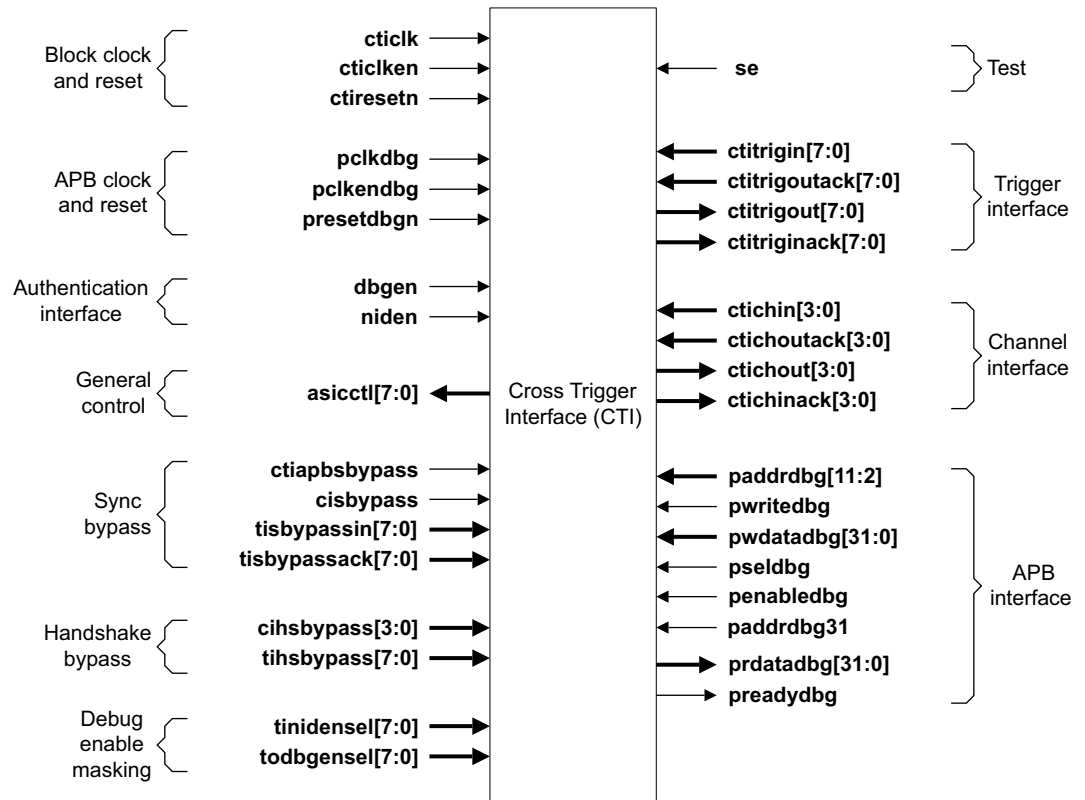 Block clock
and reset
cticlk
cticlken
ctiresetn
APB clock
and reset
pclkdbg
pclkendbg
presetdbgn
Authentication
interface
dbgen
niden
General
control
asicctl[7:0]
Sync
bypass
ctiapbsbypass
cisbypass
tisbypassin[7:0]
tisbypassack[7:0]
Handshake
bypass
cihsbypass[3:0]
tihsbypass[7:0]
Debug
enable
masking
tinidensel[7:0]
todbgensel[7:0]
Cross Trigger
Interface (CTI)
se
Test
ctitrigin[7:0]
ctitrigoutack[7:0]
ctitrigout[7:0]
ctitriginack[7:0]
Trigger
interface
ctichin[3:0]
ctichoutack[3:0]
ctichout[3:0]
ctichinack[3:0]
Channel
interface
paddrdbg[11:2]
pwritedbg
pwdatadbg[31:0]
pseldbg
penabledbg
paddrdbg31
prdatadbg[31:0]
preadydbg
APB
interface